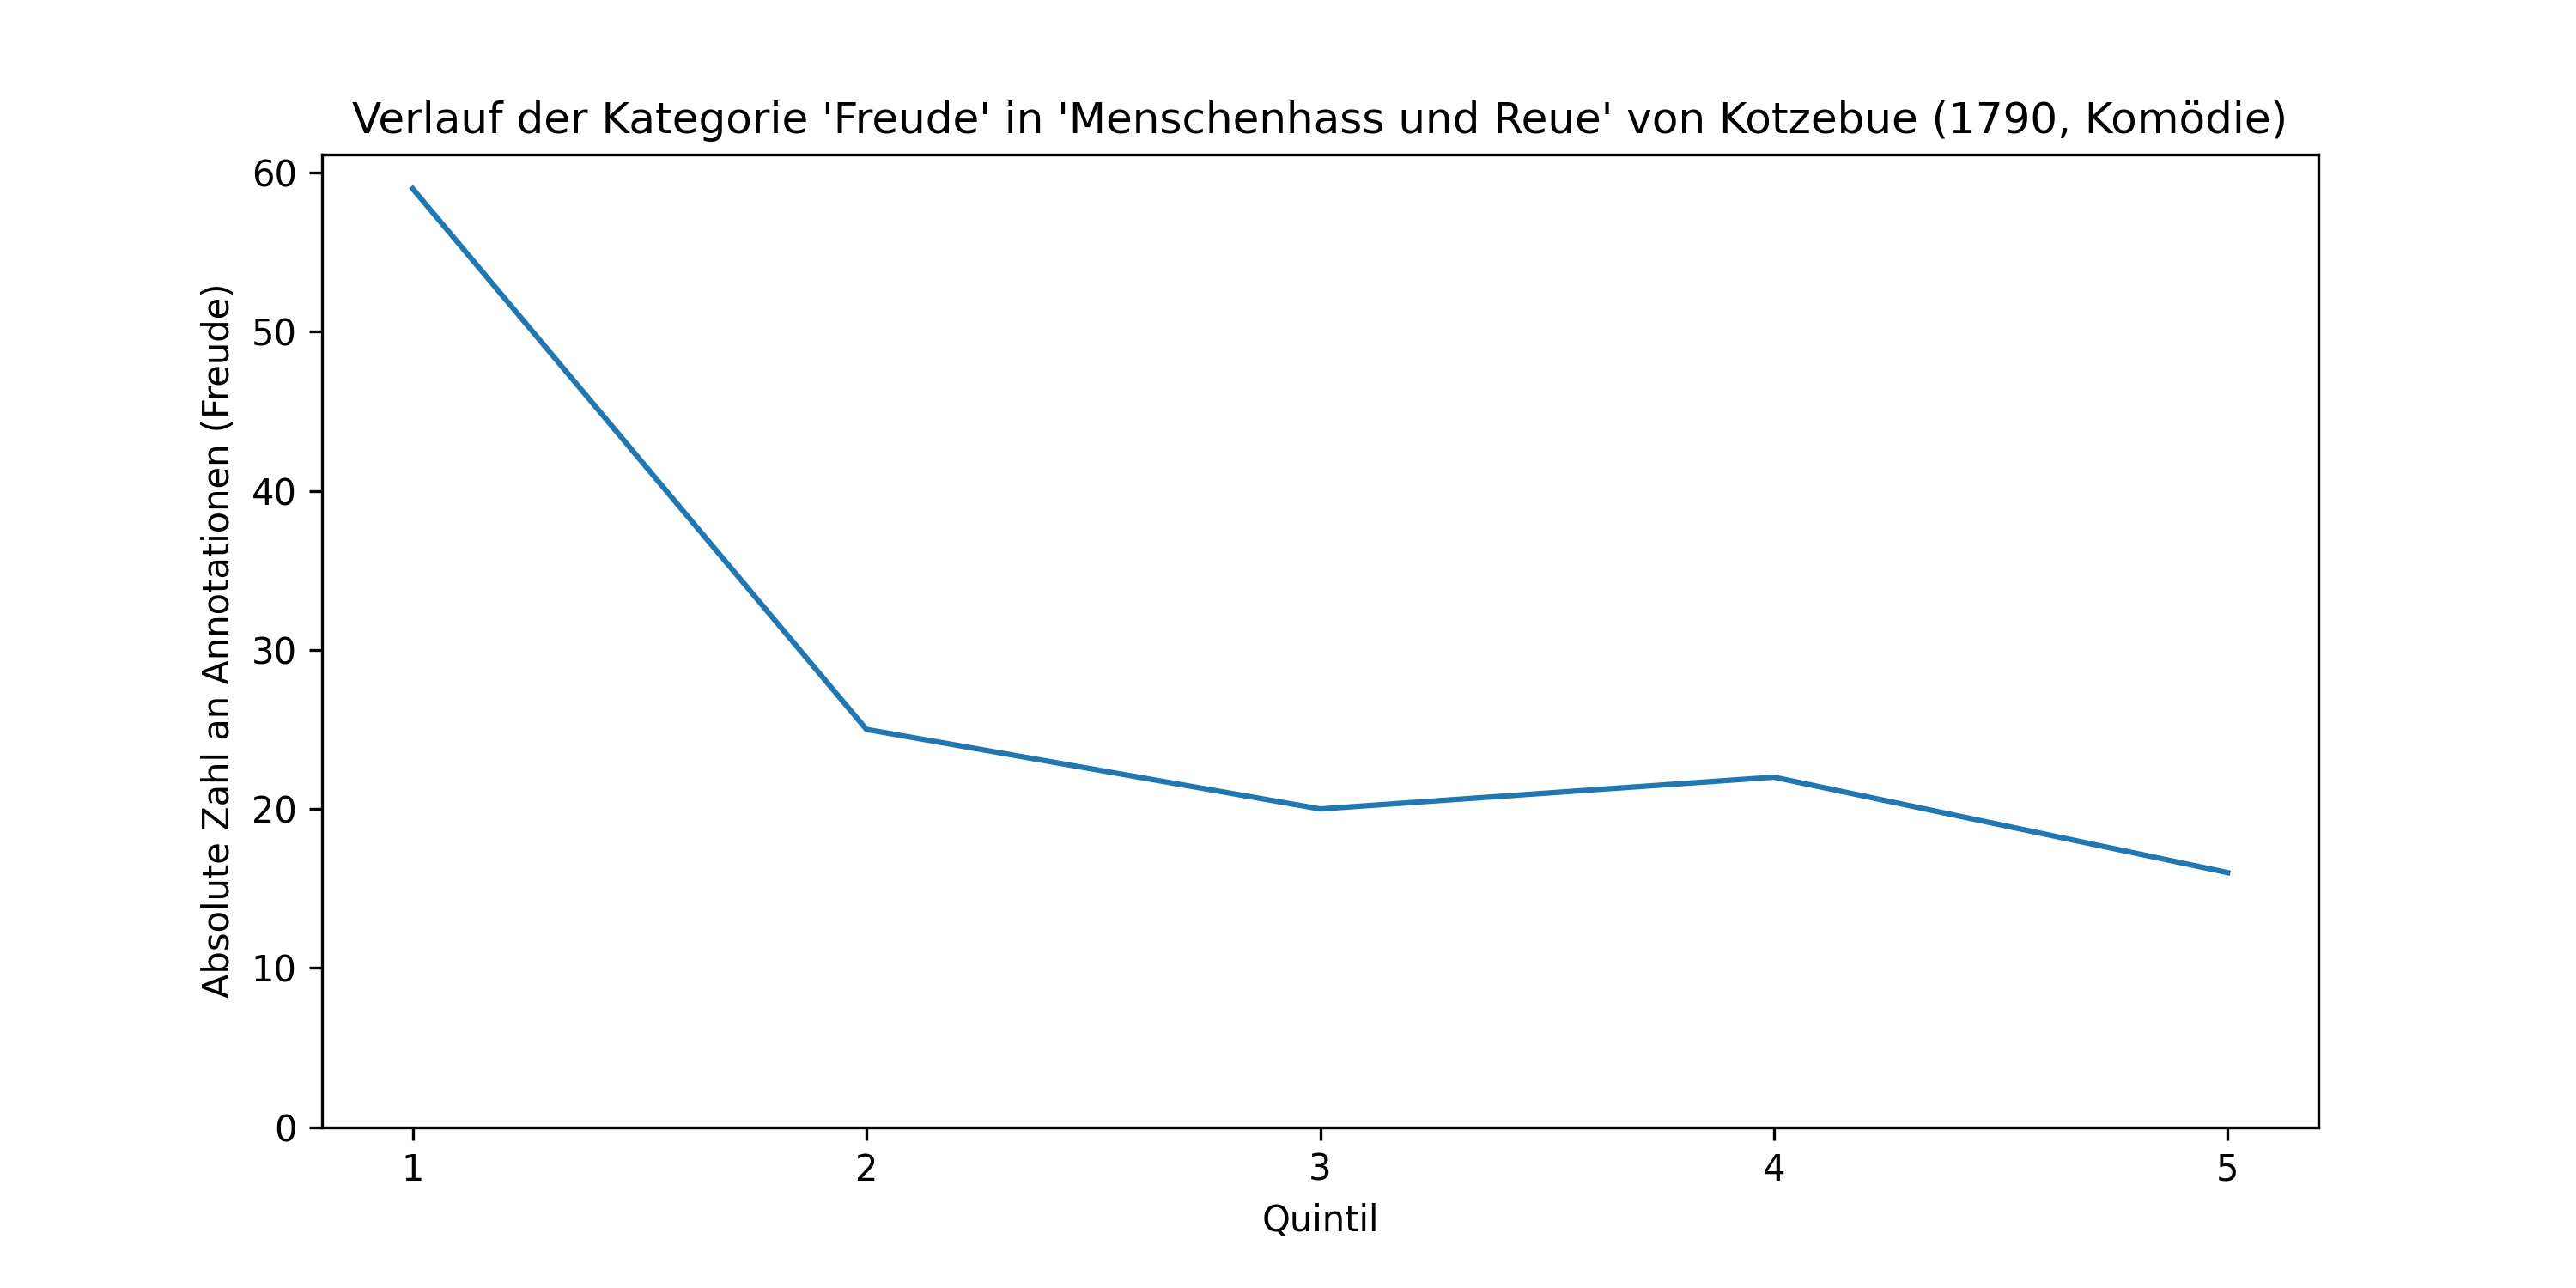 Verlauf der Kategorie 'Freude' in 'Menschenhass und Reue' von Kotzebue (1790, Komödie)
Absolute Zahl an Annotationen (Freude)
60
50
40
30
20
10
0
1 2 3 4 5
Quintil